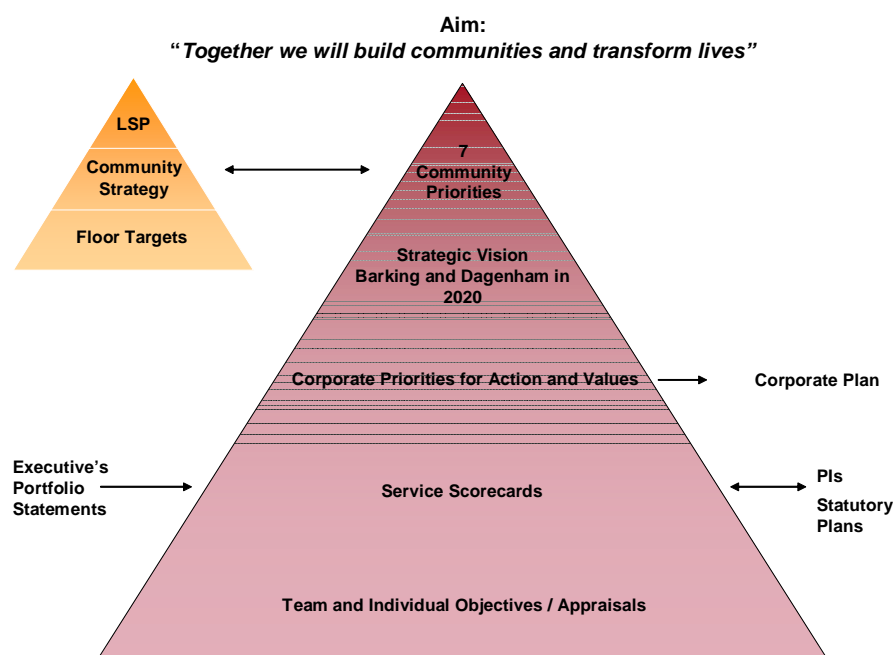 Aim:
“Together we will build communities and transform lives”
LSP
Community
Strategy
Floor Targets
7
Community
Priorities
Strategic Vision
Barking and Dagenham in
2020
Corporate Priorities for Action and Values
Corporate Plan
Executive’s
Portfolio
Statements
Service Scorecards
PIs
Statutory
Plans
Team and Individual Objectives / Appraisals